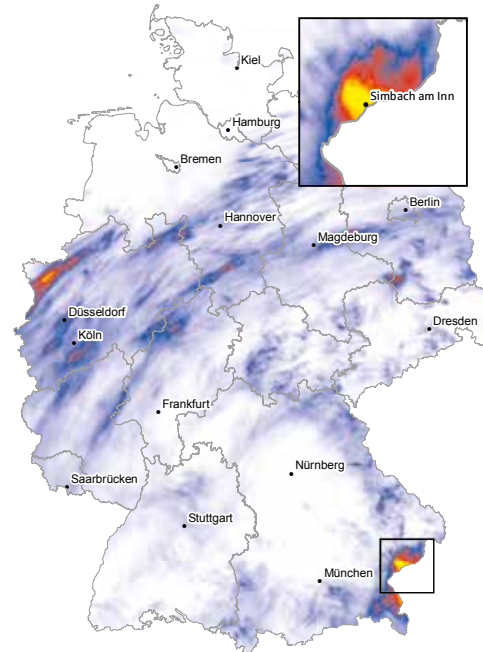 Kiel
Simbach am Inn
Hamburg
Bremen
Berlin
Hannover
Magdeburg
Düsseldorf
Köln
Dresden
Frankfurt
Nürnberg
Saarbrücken
Stuttgart
München